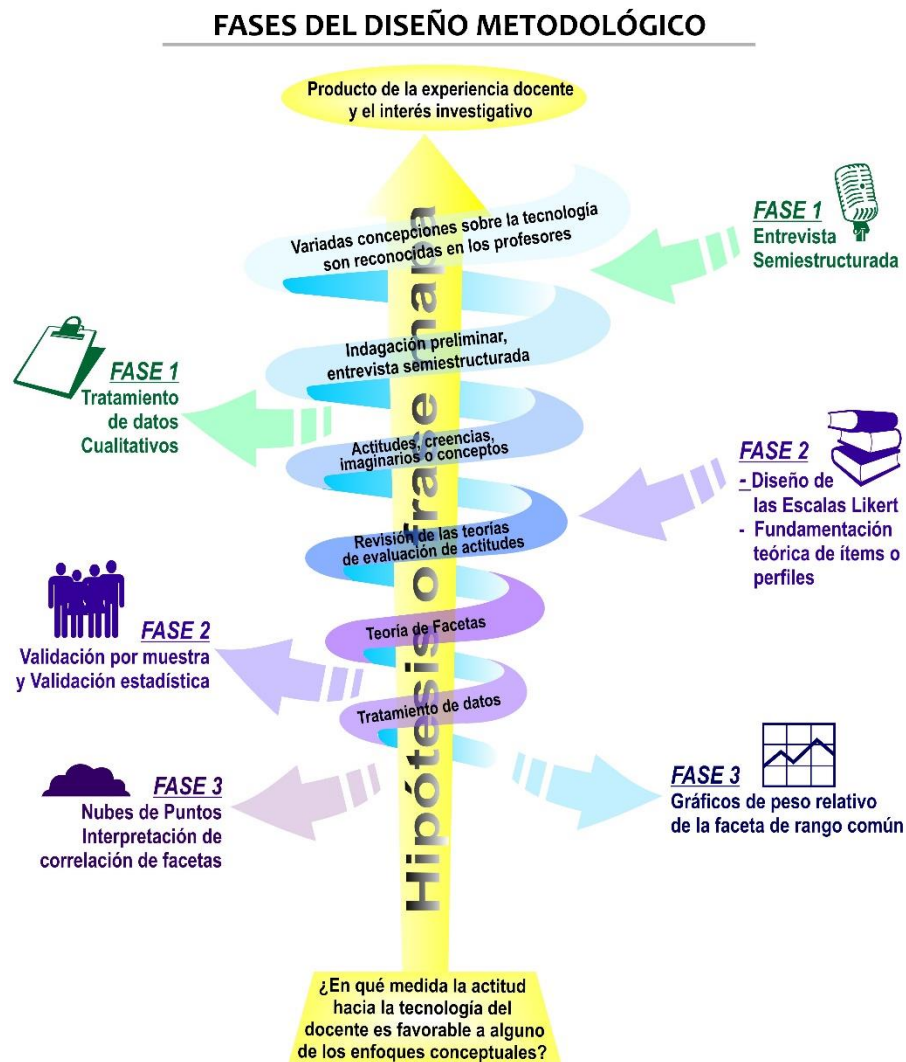 FASES DEL DISEÑO METODOLÓGICO
Producto de la experiencia docente
y el interés investigativo
Hipótesis o frase mapa
Variadas concepciones sobre la tecnología
son reconocidas en los profesores
FASE 1
Entrevista
Semiestructurada
Indagación preliminar,
entrevista semiestructurada
FASE 1
Tratamiento
de datos
Cualitativos
Actitudes, creencias,
imaginarios o conceptos
FASE 2
- Diseño de
las Escalas Likert
- Fundamentación
teórica de ítems o
perfiles
Revisión de las teorías
de evaluación de actitudes
Teoría de Facetas
FASE 2
Validación por muestra
y Validación estadística
Tratamiento de datos
FASE 3
Nubes de Puntos
Interpretación de
correlación de facetas
FASE 3
Gráficos de peso relativo
de la faceta de rango común
¿En qué medida la actitud
hacia la tecnología del
docente es favorable a alguno
de los enfoques conceptuales?